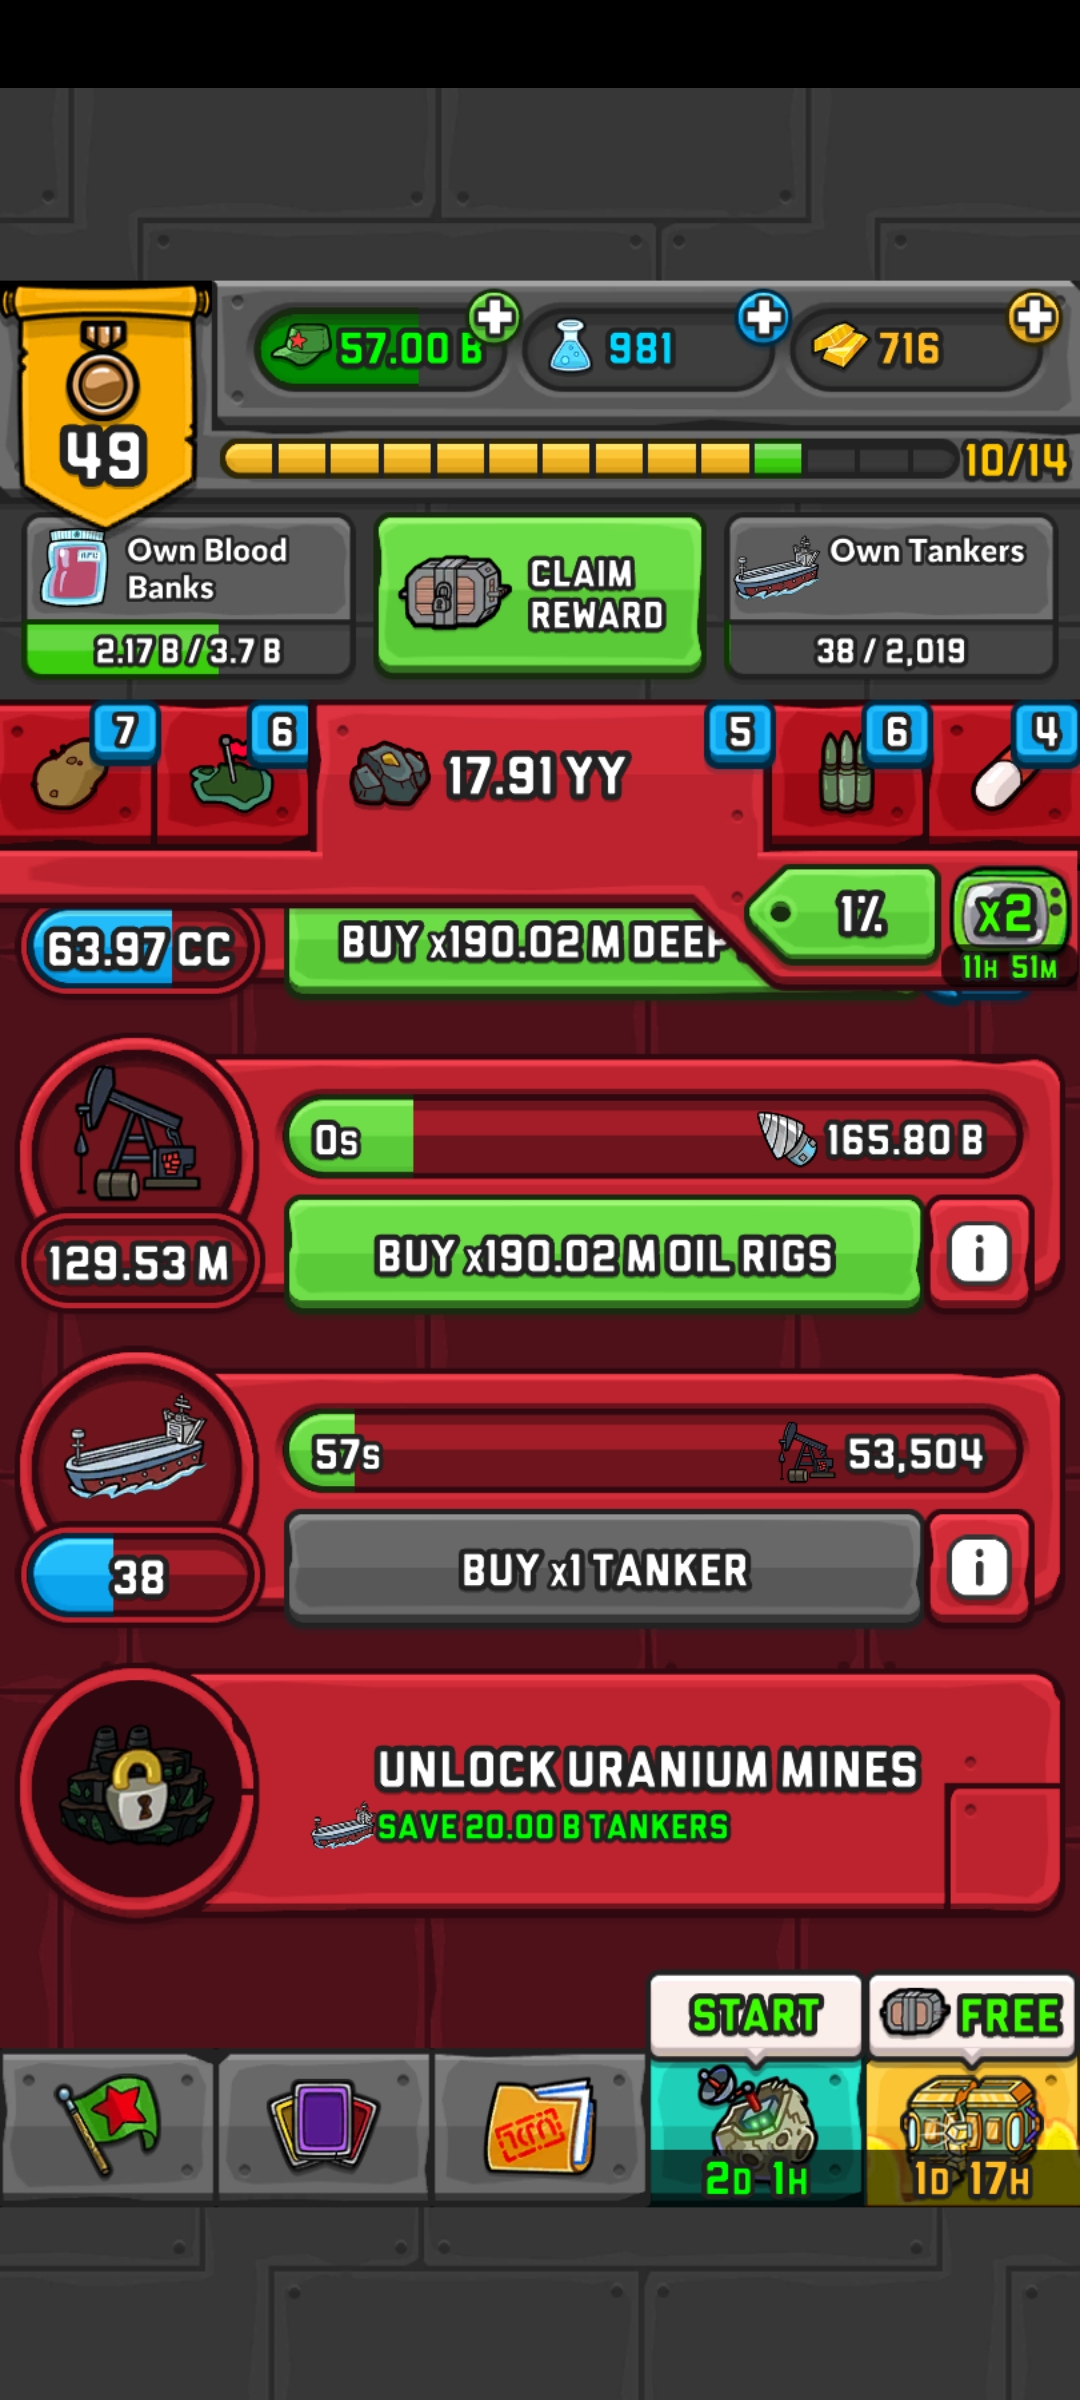 57.00 B
981
716
49
10/14
Own Blood
Banks
2.17 B / 3.7 B
CLAIM
REWARD
Own Tankers
38 / 2,019
7
6
17.91 YY
5
6
4
1%
x2
11H 51M
63.97 CC
BUY x190.02 M DEEP
0s
165.80 B
129.53 M
BUY x190.02 M OIL RIGS
i
57s
53,504
38
BUY x1 TANKER
i
UNLOCK URANIUM MINES
SAVE 20.00 B TANKERS
START
FREE
2D 1H
1D 17H